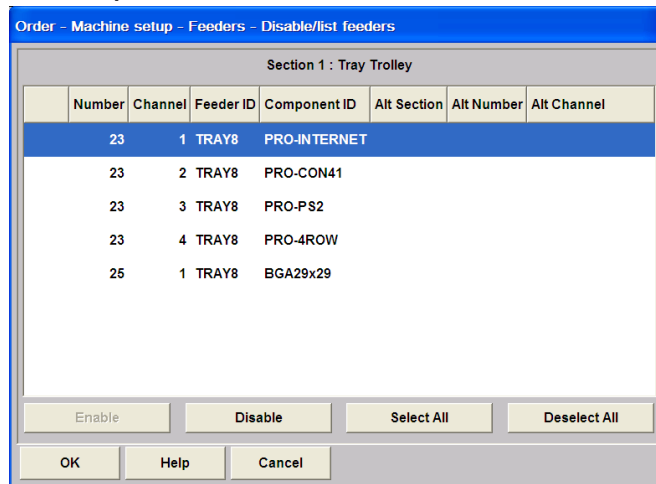 Order - Machine setup - Feeders - Disable/list feeders
Section 1 : Tray Trolley
Number Channel Feeder ID Component ID Alt Section Alt Number Alt Channel
23 1 TRAY8 PRO-INTERNET
23 2 TRAY8 PRO-CON41
23 3 TRAY8 PRO-PS2
23 4 TRAY8 PRO-4ROW
25 1 TRAY8 BGA29x29
Enable Disable Select All Deselect All
OK Help Cancel